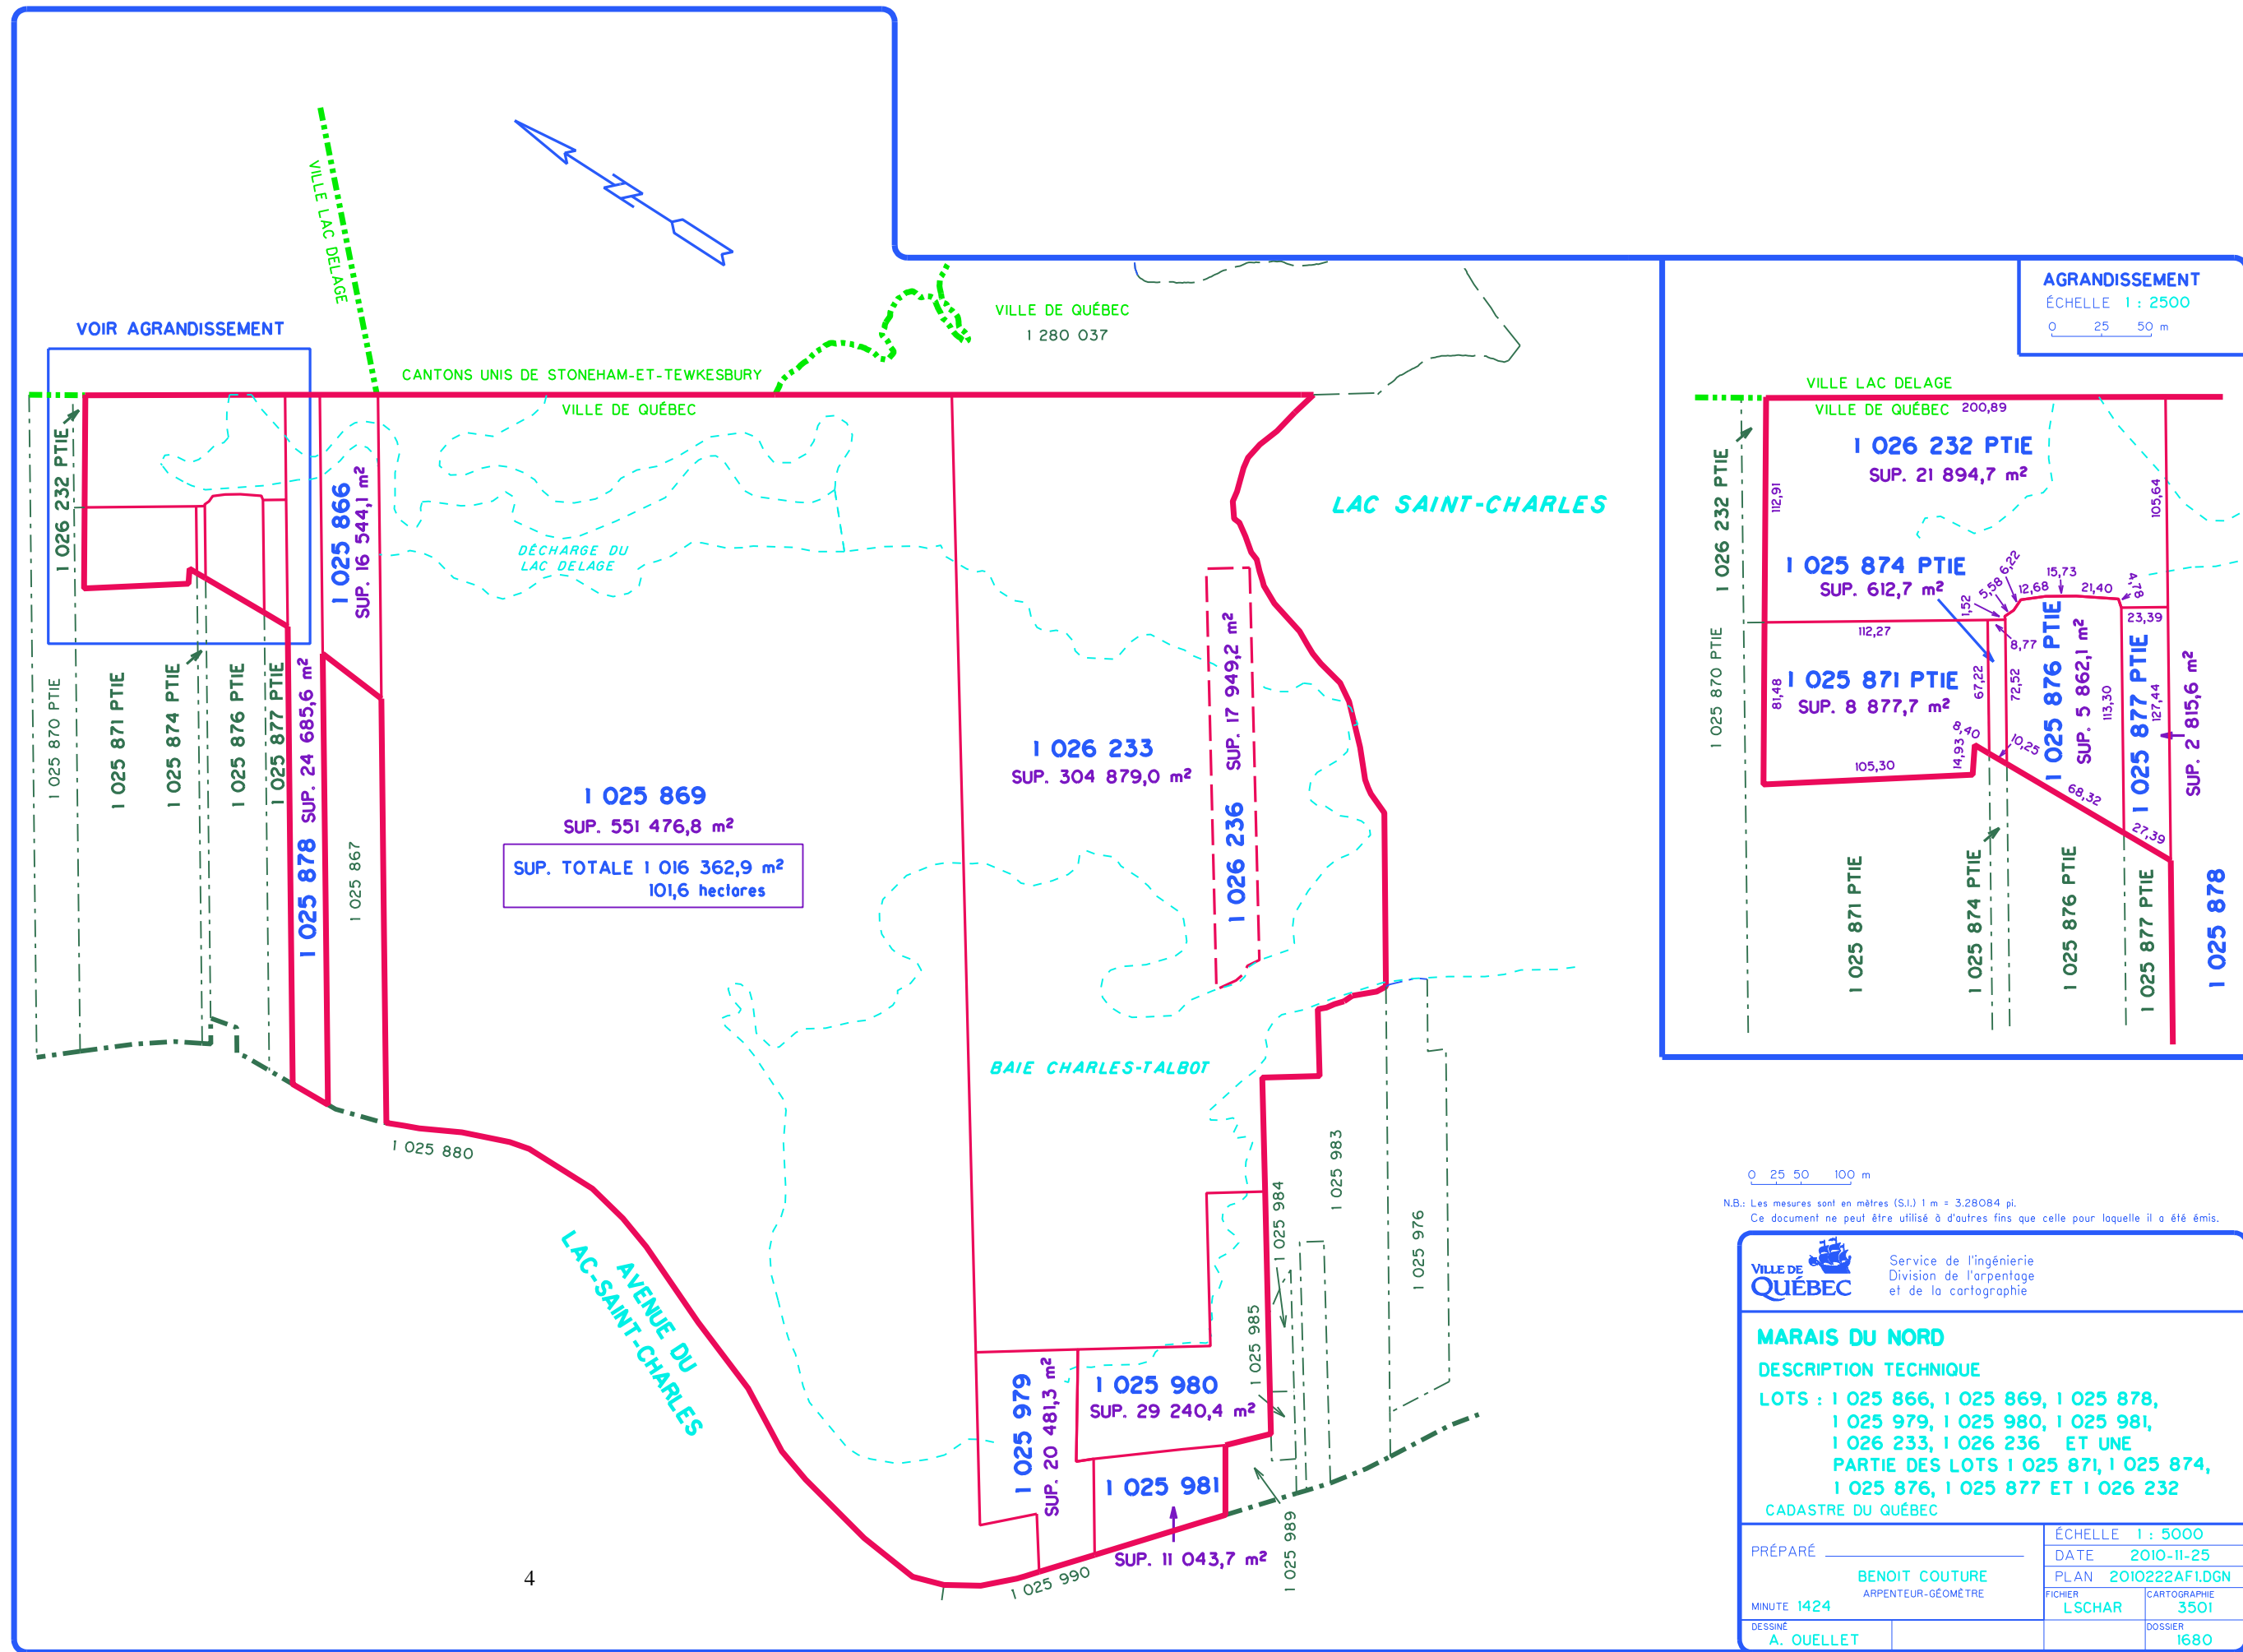 VILLE LAC DELAGE
VOIR AGRANDISSEMENT
CANTONS UNIS DE STONEHAM-ET-TEWKESBURY
VILLE DE QUÉBEC
VILLE DE QUÉBEC
1 280 037
LAC SAINT-CHARLES
1 026 232 PTIE
1 025 866
SUP. 16 544,1 m²
DÉCHARGE DU
LAC DELAGE
1 025 870 PTIE
1 025 871 PTIE
1 025 874 PTIE
1 025 876 PTIE
1 025 877 PTIE
1 025 878
SUP. 24 685,6 m²
1 025 867
1 025 869
SUP. 551 476,8 m²
SUP. TOTALE 1 016 362,9 m²
101,6 hectares
1 026 233
SUP. 304 879,0 m²
1 026 236
SUP. 17 949,2 m²
BAIE CHARLES-TALBOT
1 025 880
AVENUE DU
LAC-SAINT-CHARLES
1 025 979
SUP. 20 481,3 m²
1 025 980
SUP. 29 240,4 m²
1 025 981
SUP. 11 043,7 m²
1 025 990
1 025 989
1 025 985
1 025 984
1 025 983
1 025 976
4
AGRANDISSEMENT
ÉCHELLE 1 : 2500
0 25 50 m
VILLE LAC DELAGE
VILLE DE QUÉBEC
200,89
1 026 232 PTIE
SUP. 21 894,7 m²
1 026 232 PTIE
112,91
105,64
1 025 874 PTIE
SUP. 612,7 m²
1,52
5,58
6,22
12,68
15,73
21,40
4,78
23,39
112,27
8,77
1 025 870 PTIE
81,48
1 025 871 PTIE
SUP. 8 877,7 m²
67,22
72,52
1 025 876 PTIE
SUP. 5 862,1 m²
113,30
1 025 877 PTIE
127,44
SUP. 2 815,6 m²
8,40
14,93
10,25
105,30
68,32
27,39
1 025 871 PTIE
1 025 874 PTIE
1 025 876 PTIE
1 025 877 PTIE
1 025 878
0 25 50 100 m
N.B.: Les mesures sont en mètres (S.I.) 1 m = 3.28084 pi.
Ce document ne peut être utilisé à d'autres fins que celle pour laquelle il a été émis.
VILLE DE
QUÉBEC
Service de l'ingénierie
Division de l'arpentage
et de la cartographie
MARAIS DU NORD
DESCRIPTION TECHNIQUE
LOTS : 1 025 866, 1 025 869, 1 025 878,
1 025 979, 1 025 980, 1 025 981,
1 026 233, 1 026 236 ET UNE
PARTIE DES LOTS 1 025 871, 1 025 874,
1 025 876, 1 025 877 ET 1 026 232
CADASTRE DU QUÉBEC
PRÉPARÉ
BENOIT COUTURE
ARPENTEUR-GÉOMÈTRE
MINUTE 1424
ÉCHELLE 1 : 5000
DATE 2010-11-25
PLAN 2010222AF1.DGN
FICHIER
LSCHAR
CARTOGRAPHIE
3501
DESSINÉ
A. OUELLET
DOSSIER
1680